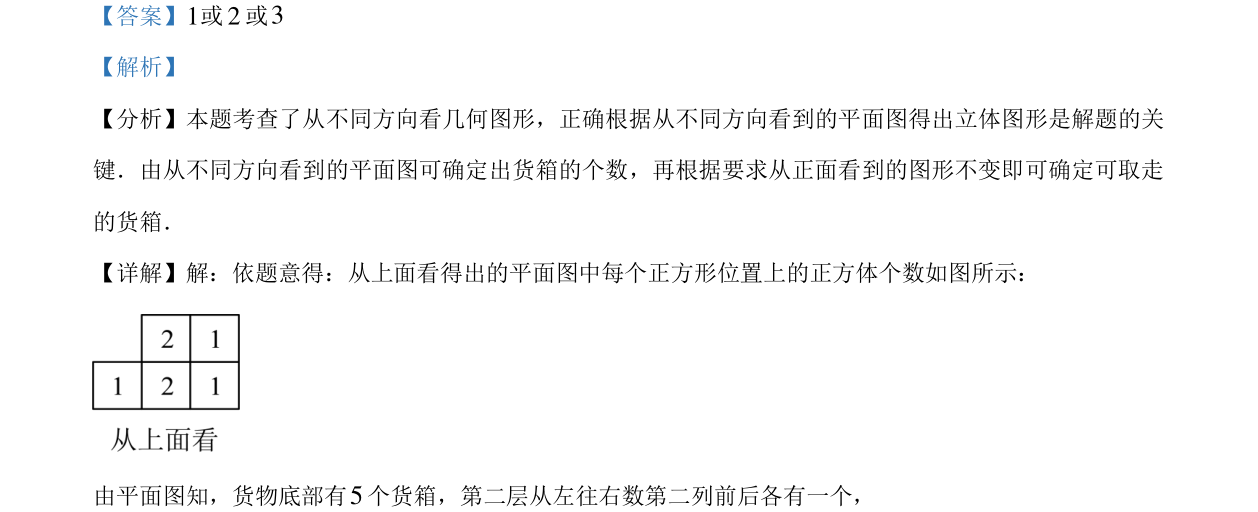 【答案】1或2或3
【解析】
【分析】本题考查了从不同方向看几何图形，正确根据从不同方向看到的平面图得出立体图形是解题的关
键．由从不同方向看到的平面图可确定出货箱的个数，再根据要求从正面看到的图形不变即可确定可取走
的货箱．
【详解】解：依题意得：从上面看得出的平面图中每个正方形位置上的正方体个数如图所示：
2 1
1 2 1
从上面看
由平面图知，货物底部有5个货箱，第二层从左往右数第二列前后各有一个，